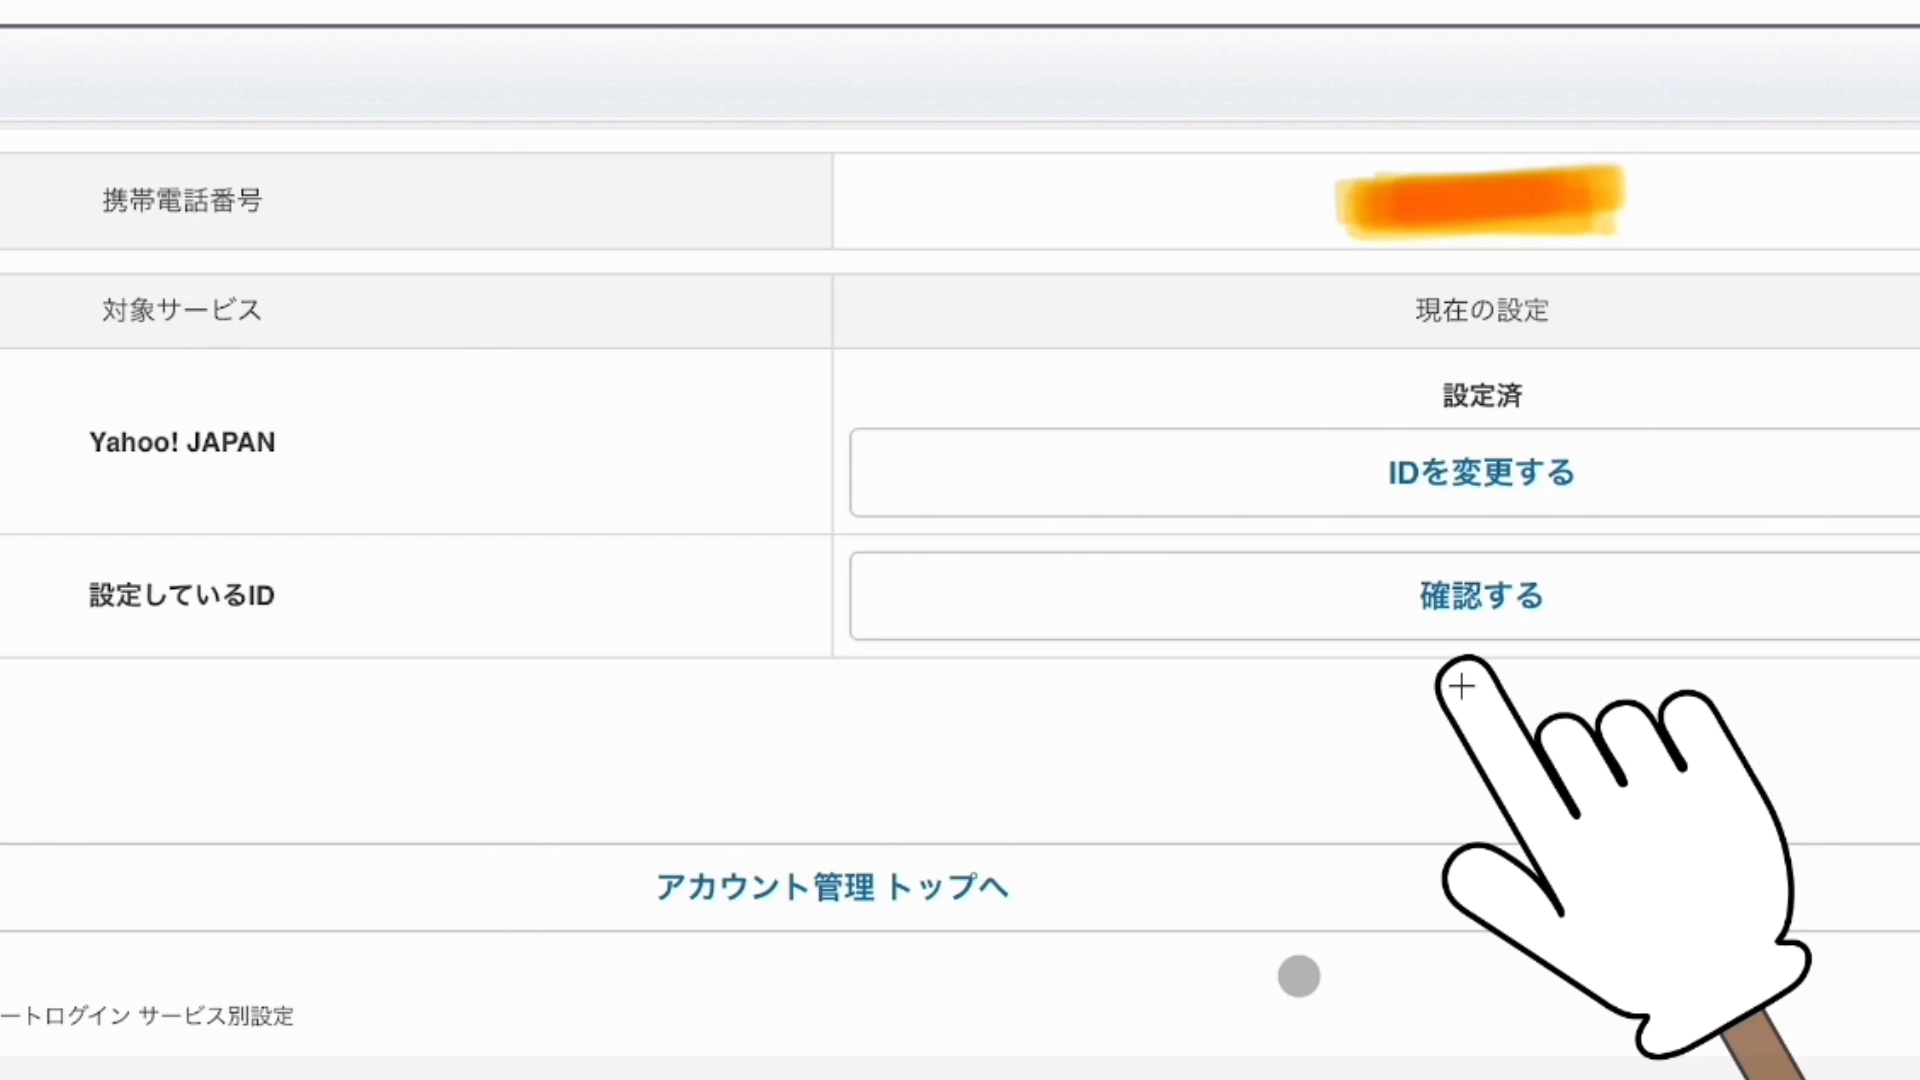 携帯電話番号
対象サービス
現在の設定
Yahoo! JAPAN
設定済
IDを変更する
設定しているID
確認する
アカウント管理 トップへ
ートログイン サービス別設定